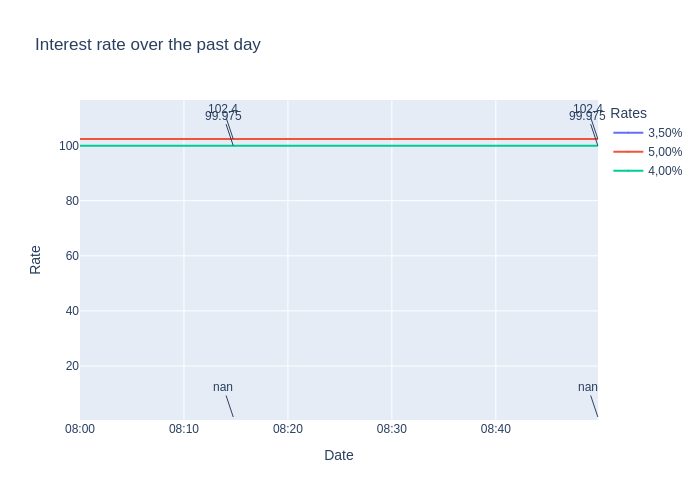 Interest rate over the past day
102.4
99.975
102.4
99.975
Rates
3,50%
5,00%
4,00%
100
80
60
40
20
Rate
nan
nan
08:00
08:10
08:20
08:30
08:40
Date